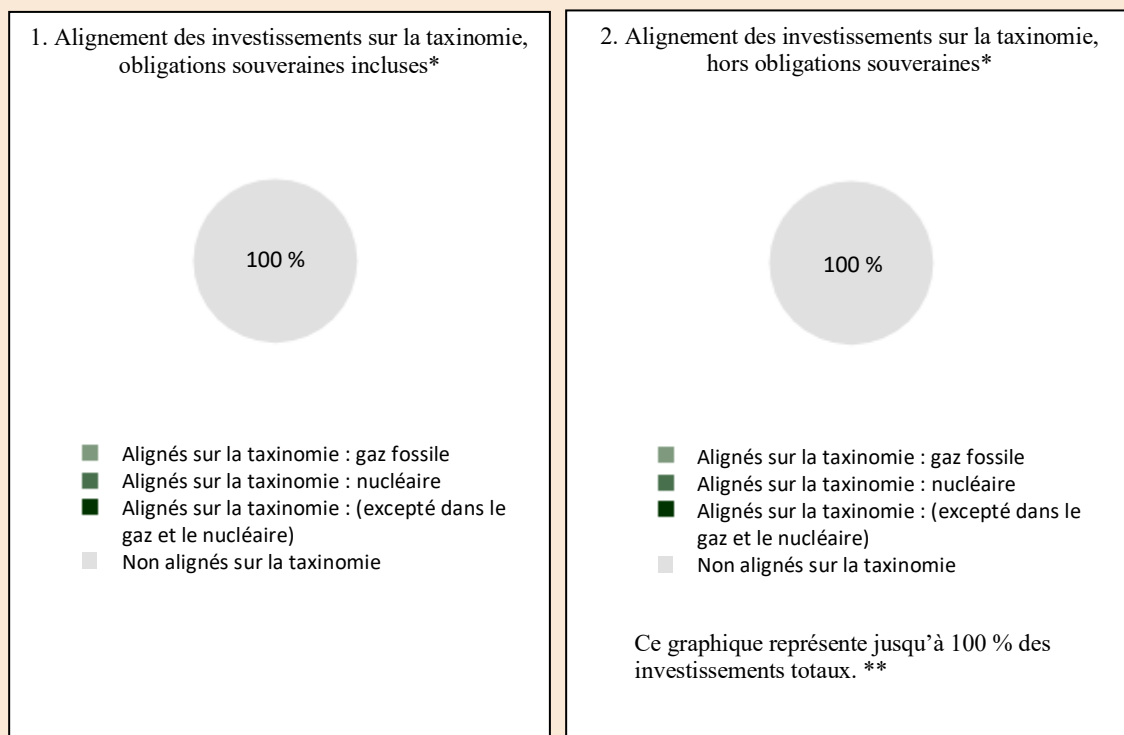 1. Alignement des investissements sur la taxinomie,
obligations souveraines incluses*
100 %
Alignés sur la taxinomie : gaz fossile
Alignés sur la taxinomie : nucléaire
Alignés sur la taxinomie : (excepté dans le
gaz et le nucléaire)
Non alignés sur la taxinomie
2. Alignement des investissements sur la taxinomie,
hors obligations souveraines*
100 %
Alignés sur la taxinomie : gaz fossile
Alignés sur la taxinomie : nucléaire
Alignés sur la taxinomie : (excepté dans le
gaz et le nucléaire)
Non alignés sur la taxinomie
Ce graphique représente jusqu’à 100 % des
investissements totaux. **